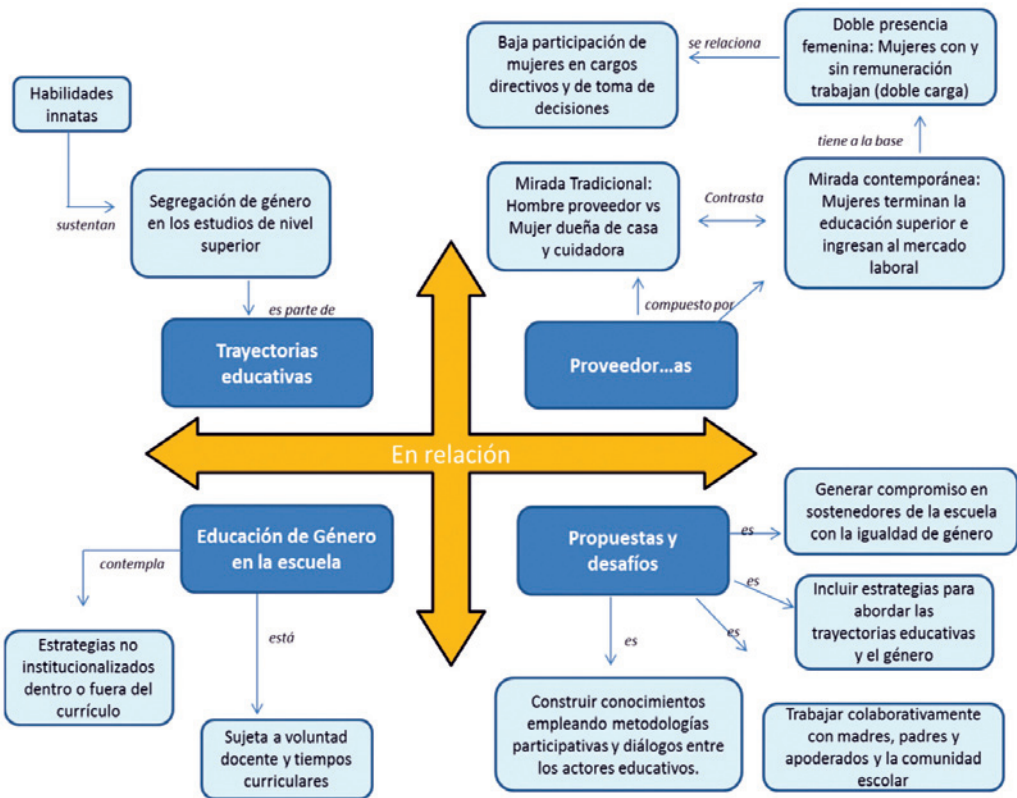 Habilidades
innatas
sustentan
Segregación de género
en los estudios de nivel
superior
es parte de
Trayectorias
educativas
Baja participación de
mujeres en cargos
directivos y de toma de
decisiones
se relaciona
Doble presencia
femenina: Mujeres con y
sin remuneración
trabajan (doble carga)
tiene a la base
Mirada Tradicional:
Hombre proveedor vs
Mujer dueña de casa
y cuidadora
Contrasta
Mirada contemporánea:
Mujeres terminan la
educación superior e
ingresan al mercado
laboral
compuesto por
Proveedor...as
En relación
Educación de Género
en la escuela
contempla
Estrategias no
institucionalizados
dentro o fuera del
currículo
está
Sujeta a voluntad
docente y tiempos
curriculares
Propuestas y
desafíos
es
Generar compromiso en
sostenedores de la escuela
con la igualdad de género
es
Incluir estrategias para
abordar las
trayectorias educativas
y el género
es
Trabajar colaborativamente
con madres, padres y
apoderados y la comunidad
escolar
es
Construir conocimientos
empleando metodologías
participativas y diálogos entre
los actores educativos.